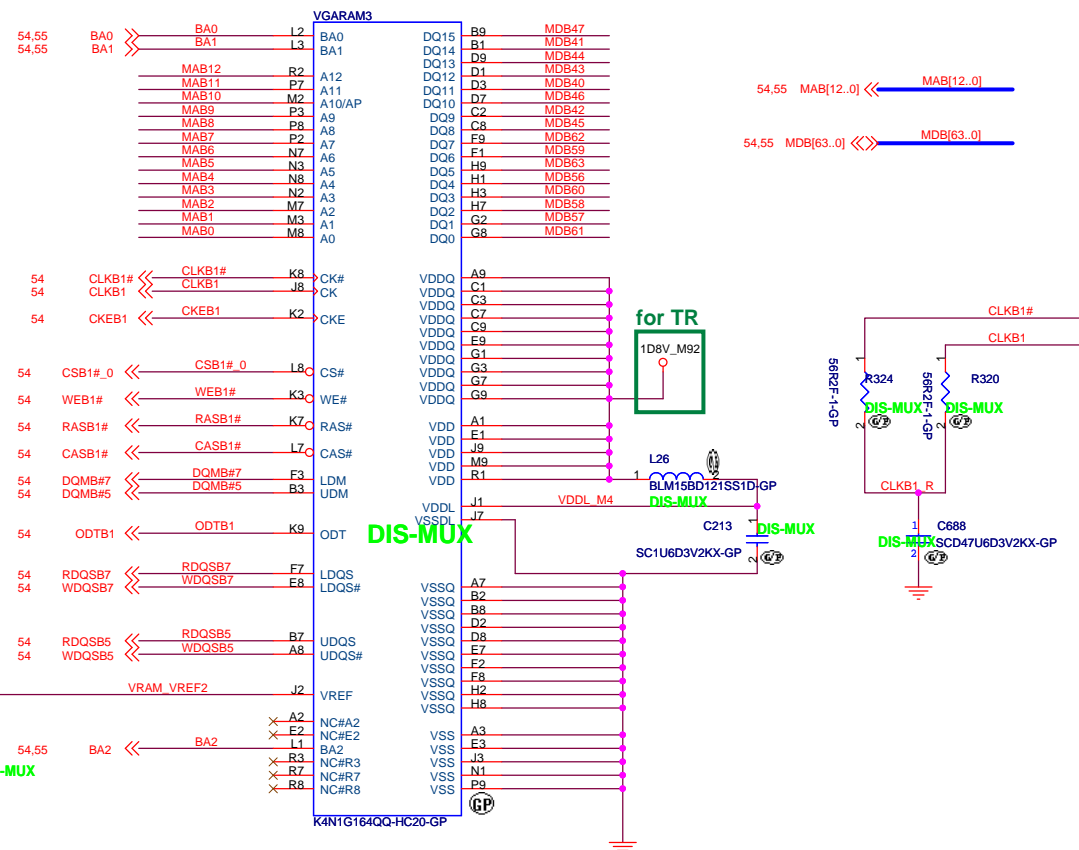 VGARAM3
54,55 BA0 BA0 L2 BA0 DQ15 B9 MDB47
54,55 BA1 BA1 L3 BA1 DQ14 B1 MDB41
DQ13 D9 MDB44
MAB12 R2 A12 DQ12 D1 MDB43
MAB11 P7 A11 DQ11 D3 MDB40
MAB10 M2 A10/AP DQ10 D7 MDB46
MAB9 P3 A9 DQ9 C2 MDB42
MAB8 P8 A8 DQ8 C8 MDB45
MAB7 P2 A7 DQ7 F9 MDB62
MAB6 N7 A6 DQ6 F1 MDB59
MAB5 N3 A5 DQ5 H9 MDB63
MAB4 N8 A4 DQ4 H1 MDB56
MAB3 N2 A3 DQ3 H3 MDB60
MAB2 M7 A2 DQ2 H7 MDB58
MAB1 M3 A1 DQ1 G2 MDB57
MAB0 M8 A0 DQ0 G8 MDB61
54,55 MAB[12..0] MAB[12..0]
54,55 MDB[63..0] MDB[63..0]
54 CLKB1# CLKB1# K8 CK# VDDQ A9
54 CLKB1 CLKB1 J8 CK VDDQ C1
VDDQ C3
54 CKEB1 CKEB1 K2 CKE VDDQ C7
VDDQ C9
VDDQ E9
VDDQ G1
54 CSB1#_0 CSB1#_0 L8 CS# VDDQ G3
VDDQ G7
54 WEB1# WEB1# K3 WE# VDDQ G9
for TR
1D8V_M92
54 RASB1# RASB1# K7 RAS# VDD A1
VDD E1
54 CASB1# CASB1# L7 CAS# VDD J9
VDD M9
54 DQMB#7 DQMB#7 F3 LDM VDD R1
54 DQMB#5 DQMB#5 B3 UDM
L26
1 2
BLM15BD121SS1D-GP
DIS-MUX
VDDL J1 VDDL_M4
VSSDL J7
54 ODTB1 ODTB1 K9 ODT
DIS-MUX
C213
1
DIS-MUX
SC1U6D3V2KX-GP
2
G/P
54 RDQSB7 RDQSB7 F7 LDQS
54 WDQSB7 WDQSB7 E8 LDQS# VSSQ A7
VSSQ B2
VSSQ B8
VSSQ D2
54 RDQSB5 RDQSB5 B7 UDQS VSSQ D8
54 WDQSB5 WDQSB5 A8 UDQS# VSSQ E7
VSSQ F2
VSSQ F8
VRAM_VREF2 J2 VREF VSSQ H2
VSSQ H8
A2 NC#A2
E2 NC#E2 VSS A3
54,55 BA2 BA2 L1 BA2 VSS E3
R3 NC#R3 VSS J3
R7 NC#R7 VSS N1
R8 NC#R8 VSS P9
-MUX
GP
K4N1G164QQ-HC20-GP
CLKB1#
CLKB1
56R2F-1-GP
1
R324
DIS-MUX
2
G/P
56R2F-1-GP
1
R320
DIS-MUX
2
G/P
CLKB1_R
1
C688
DIS-MUX
SCD47U6D3V2KX-GP
2
G/P